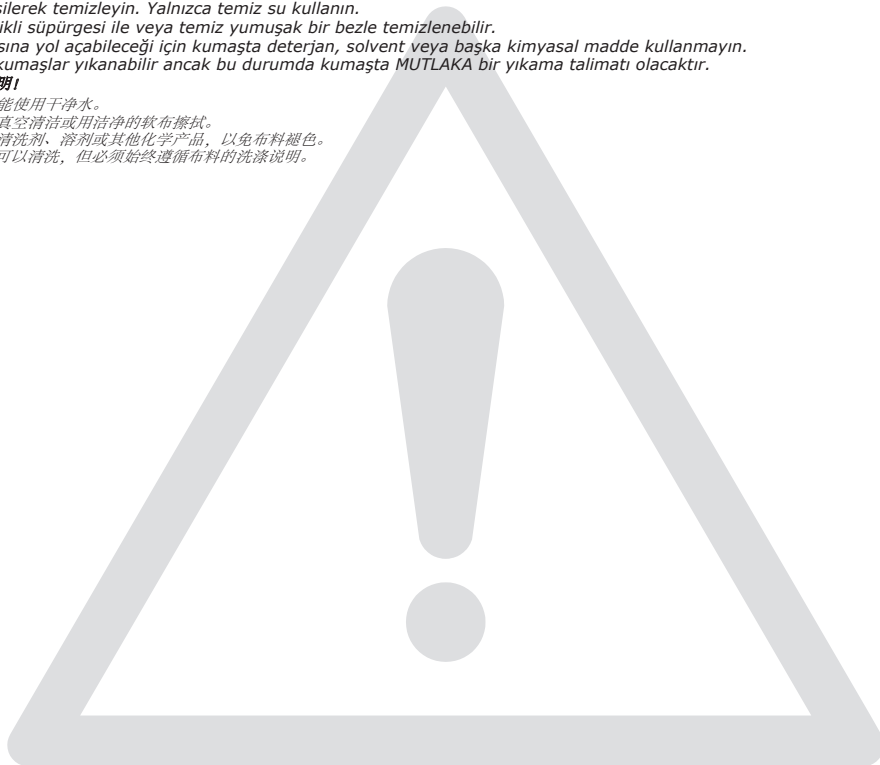 silerek temizleyin. Yalnızca temiz su kullanın.
ikli süpürgesi ile veya temiz yumuşak bir bezle temizlenebilir.
sına yol açabileceği için kumaşta deterjan, solvent veya başka kimyasal madde kullanmayın.
kumaşlar yıkanabilir ancak bu durumda kumaşta MUTLAKA bir yıkama talimatı olacaktır.
明!
能使用干净水。
真空清洁或用洁净的软布擦拭。
清洗剂、溶剂或其他化学产品，以免布料褪色。
可以清洗，但必须始终遵循布料的洗涤说明。